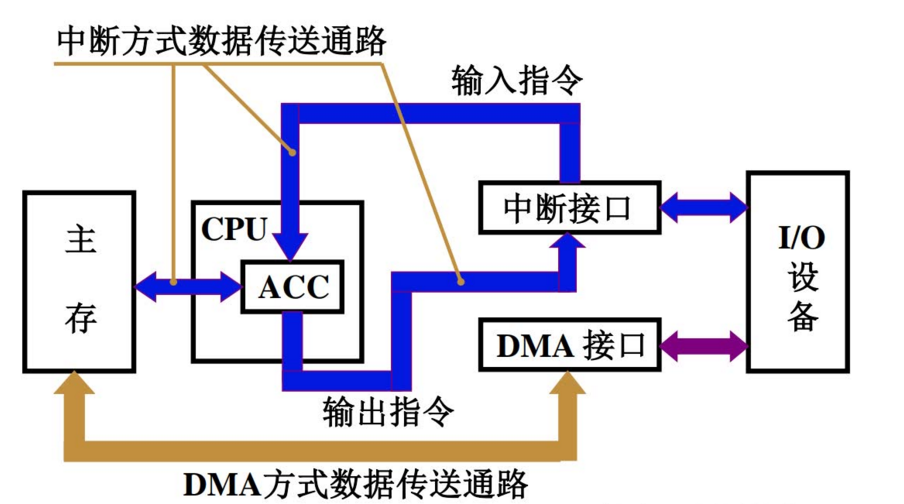 中断方式数据传送通路
输入指令
主
存
CPU
ACC
中断接口
DMA 接口
I/O
设
备
输出指令
DMA方式数据传送通路